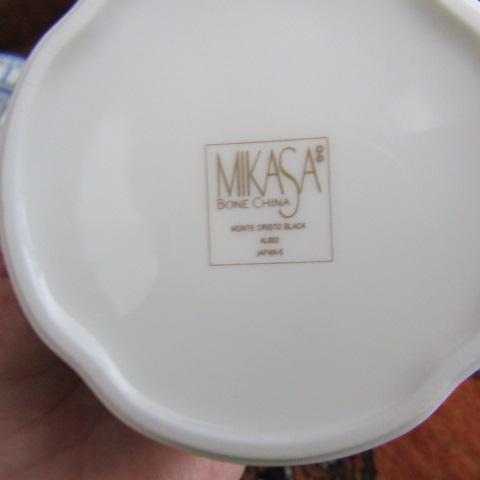 MIKASA
BONE CHINA
MONTE CRISTO BLACK
JAPAN-E